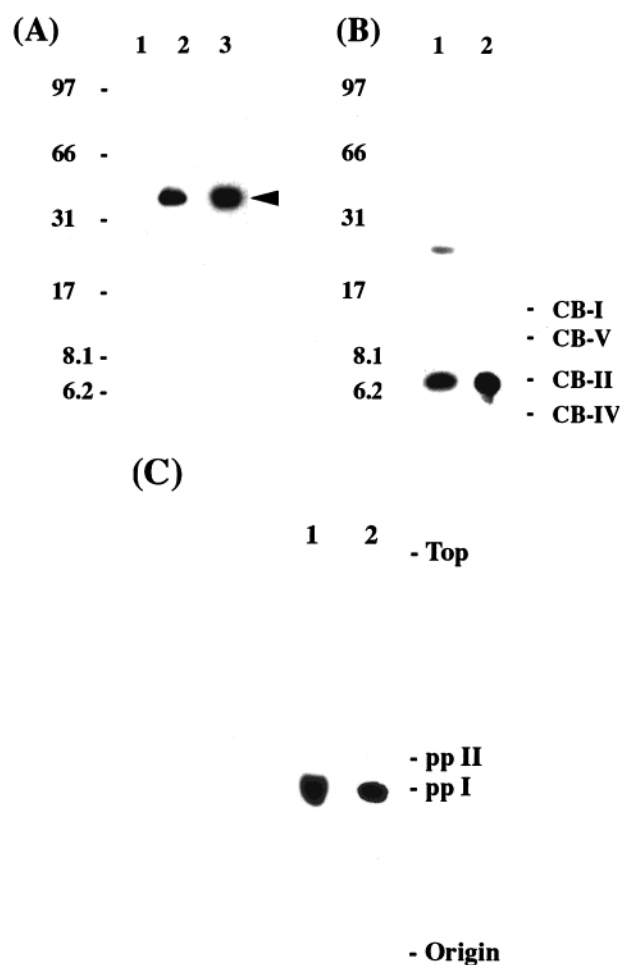 (A)
1 2 3
97 -
66 -
31 -
17 -
8.1 -
6.2 -
(B)
1 2
97
66
31
17
8.1
6.2
- CB-I
- CB-V
- CB-II
- CB-IV
(C)
1 2
- Top
- pp II
- pp I
- Origin